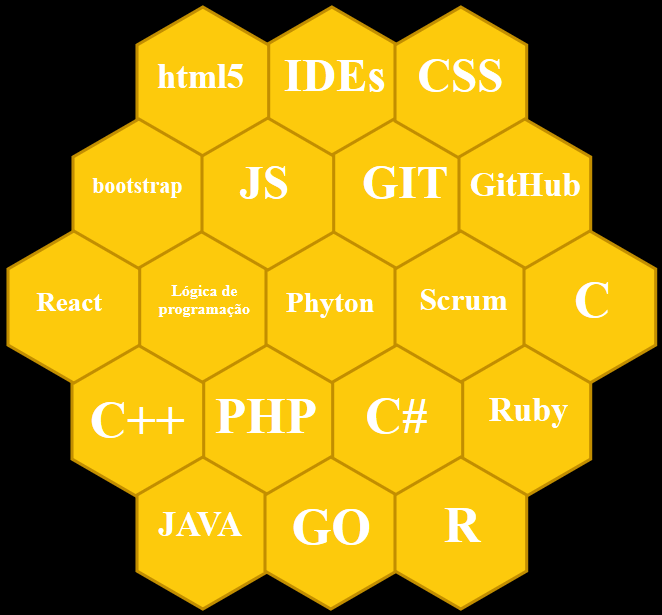 html5
IDEs
CSS
bootstrap
JS
GIT
GitHub
React
Lógica de
programação
Phyton
Scrum
C
C++
PHP
C#
Ruby
JAVA
GO
R